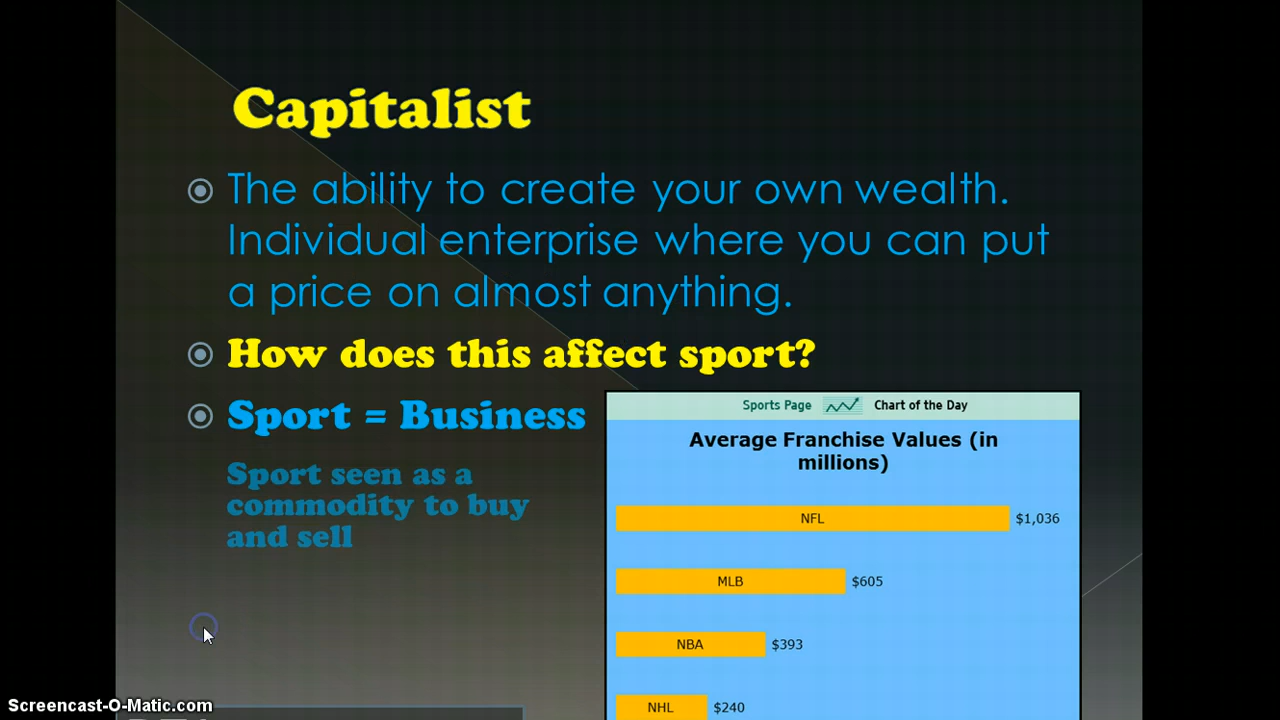 Capitalist
The ability to create your own wealth.
Individual enterprise where you can put
a price on almost anything.
How does this affect sport?
Sport = Business
Sport seen as a
commodity to buy
and sell
Sports Page Chart of the Day
Average Franchise Values (in
millions)
NFL $1,036
MLB $605
NBA $393
NHL $240
Screencast-O-Matic.com